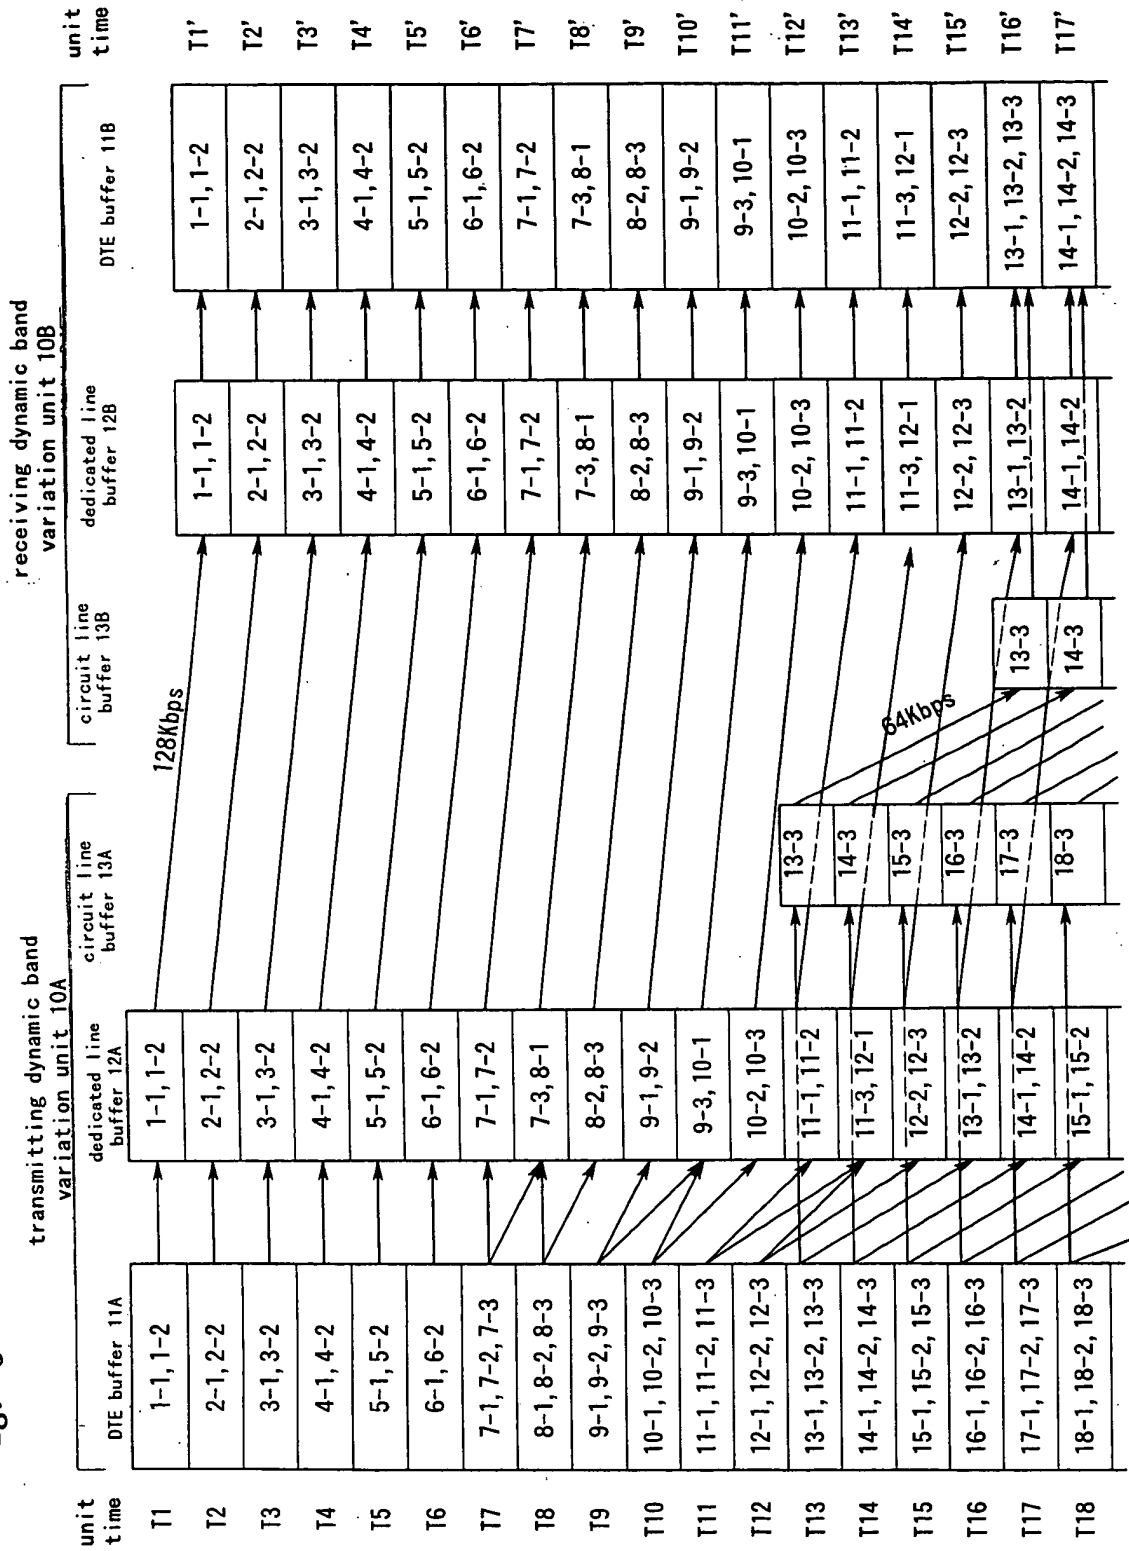 transmitting dynamic band
variation unit 10A
receiving dynamic band
variation unit 10B
unit
time
DTE buffer 11A
dedicated line
buffer 12A
circuit line
buffer 13A
circuit line
buffer 13B
dedicated line
buffer 12B
DTE buffer 11B
unit
time
128Kbps
64Kbps
T1 1-1, 1-2 1-1, 1-2 1-1, 1-2 1-1, 1-2 T1'
T2 2-1, 2-2 2-1, 2-2 2-1, 2-2 2-1, 2-2 T2'
T3 3-1, 3-2 3-1, 3-2 3-1, 3-2 3-1, 3-2 T3'
T4 4-1, 4-2 4-1, 4-2 4-1, 4-2 4-1, 4-2 T4'
T5 5-1, 5-2 5-1, 5-2 5-1, 5-2 5-1, 5-2 T5'
T6 6-1, 6-2 6-1, 6-2 6-1, 6-2 6-1, 6-2 T6'
T7 7-1, 7-2, 7-3 7-1, 7-2 7-1, 7-2 7-1, 7-2 T7'
T8 8-1, 8-2, 8-3 7-3, 8-1 7-3, 8-1 7-3, 8-1 T8'
T9 9-1, 9-2, 9-3 8-2, 8-3 8-2, 8-3 8-2, 8-3 T9'
T10 10-1, 10-2, 10-3 9-1, 9-2 9-1, 9-2 9-1, 9-2 T10'
T11 11-1, 11-2, 11-3 9-3, 10-1 9-3, 10-1 9-3, 10-1 T11'
T12 12-1, 12-2, 12-3 10-2, 10-3 10-2, 10-3 10-2, 10-3 T12'
T13 13-1, 13-2, 13-3 11-1, 11-2 13-3 11-1, 11-2 11-1, 11-2 T13'
T14 14-1, 14-2, 14-3 11-3, 12-1 14-3 11-3, 12-1 11-3, 12-1 T14'
T15 15-1, 15-2, 15-3 12-2, 12-3 15-3 12-2, 12-3 12-2, 12-3 T15'
T16 16-1, 16-2, 16-3 13-1, 13-2 16-3 13-3 13-1, 13-2 13-1, 13-2, 13-3 T16'
T17 17-1, 17-2, 17-3 14-1, 14-2 17-3 14-3 14-1, 14-2 14-1, 14-2, 14-3 T17'
T18 18-1, 18-2, 18-3 15-1, 15-2 18-3